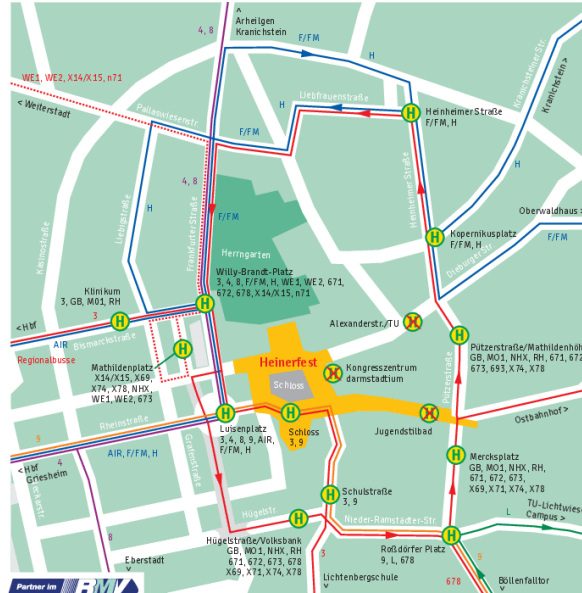 4, 8
^
Arheilgen
Kranichstein
F/FM
H
Kranichsteiner Str.
Kranichstein >
WE1, WE2, X14/X15, n71
< Weiterstadt
Pallaswiesenstr.
H
Liebfrauenstr.
Heinheimer Straße
F/FM, H
F/FM
4, 8
H
Kasinostraße
Liebigstraße
H
Frankfurter Straße
F/FM
Herrngarten
Heinheimer Straße
H
Kopernikusplatz
F/FM, H
Oberwaldhaus >
F/FM
Dieburger Str.
Willy-Brandt-Platz
3, 4, 8, F/FM, H, WE1, WE2, 671,
672, 678, X14/X15, n71
Klinikum
3, GB, MO1, RH
<Hbf
3
AIR
Regionalbusse
Bismarckstraße
Alexanderstr./TU
Mathildenplatz
X14/X15, X69,
X74, X78, NHX,
WE1, WE2, 673
Heinerfest
Schloss
Kongresszentrum
darmstadtium
Pützerstraße
Pützerstraße/Mathildenhöhe
GB, MO1, NHX, RH, 671, 672
673, 693, X74, X78
Rheinstraße
9
AIR, F/FM, H
Luisenplatz
3, 4, 8, 9, AIR,
F/FM, H
Schloss
3, 9
Jugendstilbad
Ostbahnhof >
<Hbf
Griesheim
4
Grafenstraße
Mercksplatz
GB, MO1, NHX, RH,
671, 672, 673,
X69, X71, X74, X78
Schulstraße
3, 9
Hügelstr.
Nieder-Ramstädter-Str.
TU-Lichtwiese
Campus >
L
Hügelstraße/Volksbank
GB, MO1, NHX, RH
671, 672, 673, 678
X69, X71, X74, X78
Roßdörfer Platz
9, L, 678
8
Eberstadt
3
Lichtenbergschule
678
9
Böllenfalltor
Partner im
RMV